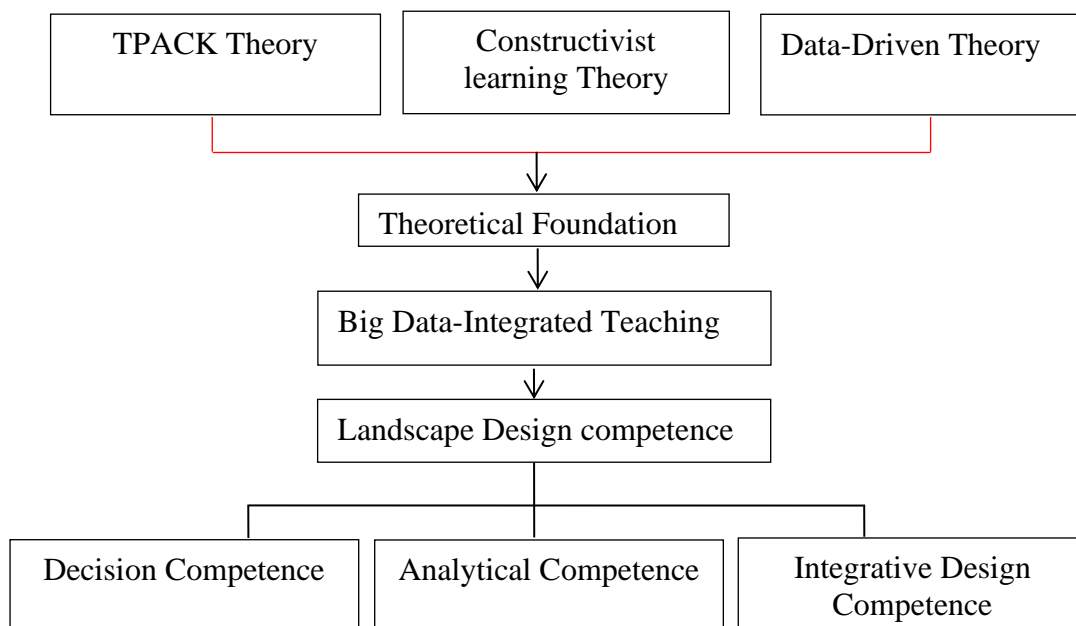 TPACK Theory
Constructivist
learning Theory
Data-Driven Theory
Theoretical Foundation
Big Data-Integrated Teaching
Landscape Design competence
Decision Competence
Analytical Competence
Integrative Design
Competence